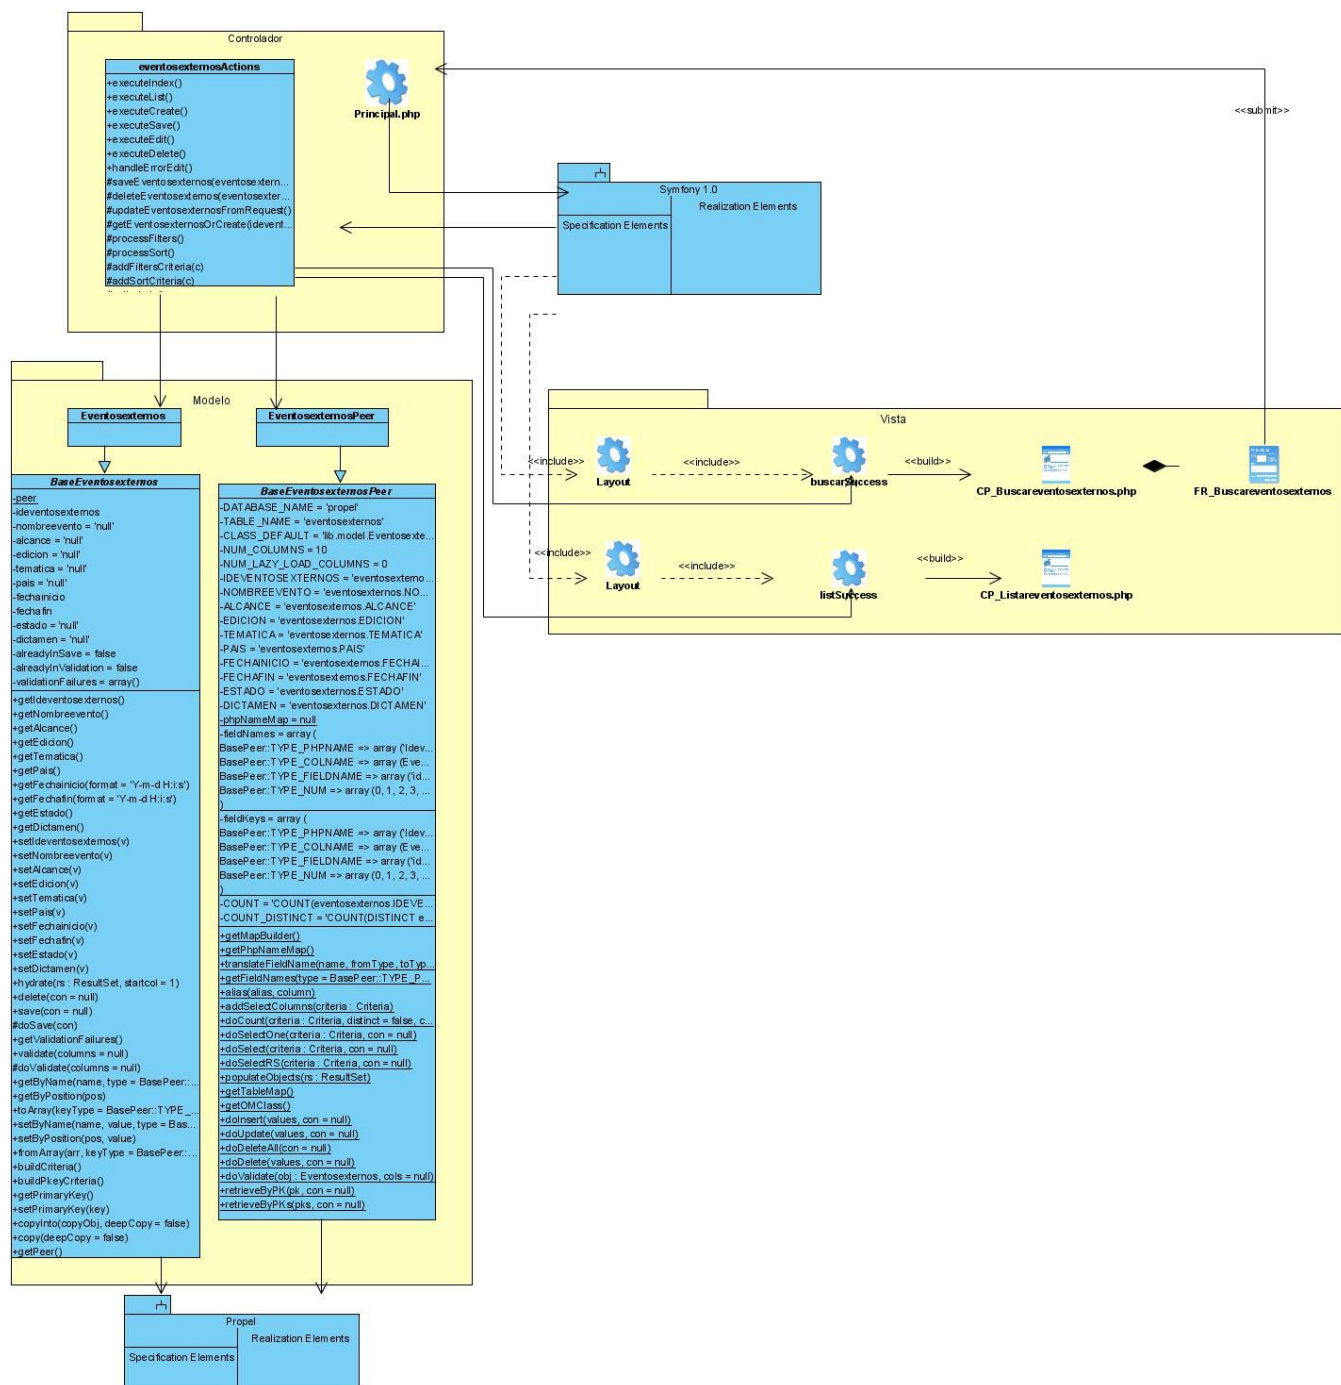 Controlador
eventosexternosActions
+executeIndex()
+executeList()
+executeCreate()
+executeSave()
+executeEdit()
+executeDelete()
+handleErrorEdit()
#saveEventosexternos(eventosextern...
#deleteEventosexternos(eventosexter...
#updateEventosexternosFromRequest()
#getEventosexternosOrCreate(idevent...
#processFilters()
#processSort()
#addFiltersCriteria(c)
#addSortCriteria(c)
Principal.php
<<submit>>
Symfony 1.0
Specification Elements
Realization Elements
Modelo
Eventosexternos
EventosexternosPeer
BaseEventosexternos
-peer
-ideventosexternos
-nombreevento = 'null'
-alcance = 'null'
-edicion = 'null'
-tematica = 'null'
-pais = 'null'
-fechainicio
-fechafin
-estado = 'null'
-dictamen = 'null'
-alreadyInSave = false
-alreadyInValidation = false
-validationFailures = array()
+getIdeventosexternos()
+getNombreevento()
+getAlcance()
+getEdicion()
+getTematica()
+getPais()
+getFechainicio(format = 'Y-m-d H:i:s')
+getFechafin(format = 'Y-m-d H:i:s')
+getEstado()
+getDictamen()
+setIdeventosexternos(v)
+setNombreevento(v)
+setAlcance(v)
+setEdicion(v)
+setTematica(v)
+setPais(v)
+setFechainicio(v)
+setFechafin(v)
+setEstado(v)
+setDictamen(v)
+hydrate(rs : ResultSet, startcol = 1)
+delete(con = null)
+save(con = null)
#doSave(con)
+getValidationFailures()
+validate(columns = null)
#doValidate(columns = null)
+getByName(name, type = BasePeer::...
+getByPosition(pos)
+toArray(keyType = BasePeer::TYPE_...
+setByName(name, value, type = Bas...
+setByPosition(pos, value)
+fromArray(arr, keyType = BasePeer::...
+buildCriteria()
+buildPkeyCriteria()
+getPrimaryKey()
+setPrimaryKey(key)
+copyInto(copyObj, deepCopy = false)
+copy(deepCopy = false)
+getPeer()
BaseEventosexternosPeer
-DATABASE_NAME = 'propel'
-TABLE_NAME = 'eventosexternos'
-CLASS_DEFAULT = 'lib.model.Eventosexte...
-NUM_COLUMNS = 10
-NUM_LAZY_LOAD_COLUMNS = 0
-IDEVENTOSEXTERNOS = 'eventosexterno...
-NOMBREEVENTO = 'eventosexternos.NO...
-ALCANCE = 'eventosexternos.ALCANCE'
-EDICION = 'eventosexternos.EDICION'
-TEMATICA = 'eventosexternos.TEMATICA'
-PAIS = 'eventosexternos.PAIS'
-FECHAINICIO = 'eventosexternos.FECHAI...
-FECHAFIN = 'eventosexternos.FECHAFIN'
-ESTADO = 'eventosexternos.ESTADO'
-DICTAMEN = 'eventosexternos.DICTAMEN'
-phpNameMap = null
-fieldNames = array (
BasePeer::TYPE_PHPNAME => array ('Idev...
BasePeer::TYPE_COLNAME => array (Eve...
BasePeer::TYPE_FIELDNAME => array ('id...
BasePeer::TYPE_NUM => array (0, 1, 2, 3, ...
)
-fieldKeys = array (
BasePeer::TYPE_PHPNAME => array ('Idev...
BasePeer::TYPE_COLNAME => array (Eve...
BasePeer::TYPE_FIELDNAME => array ('id...
BasePeer::TYPE_NUM => array (0, 1, 2, 3, ...
)
-COUNT = 'COUNT(eventosexternos.IDEVE...
-COUNT_DISTINCT = 'COUNT(DISTINCT e...
+getMapBuilder()
+getPhpNameMap()
+translateFieldName(name, fromType, toTyp...
+getFieldNames(type = BasePeer::TYPE_P...
+alias(alias, column)
+addSelectColumns(criteria : Criteria)
+doCount(criteria : Criteria, distinct = false, c...
+doSelectOne(criteria : Criteria, con = null)
+doSelect(criteria : Criteria, con = null)
+doSelectRS(criteria : Criteria, con = null)
+populateObjects(rs : ResultSet)
+getTableMap()
+getOMClass()
+doInsert(values, con = null)
+doUpdate(values, con = null)
+doDeleteAll(con = null)
+doDelete(values, con = null)
+doValidate(obj : Eventosexternos, cols = null)
+retrieveByPK(pk, con = null)
+retrieveByPKs(pks, con = null)
Vista
<<include>>
Layout
<<include>>
buscarSuccess
<<build>>
CP_Buscareventosexternos.php
FR_Buscareventosexternos
<<include>>
Layout
<<include>>
listSuccess
<<build>>
CP_Listareventosexternos.php
Propel
Specification Elements
Realization Elements